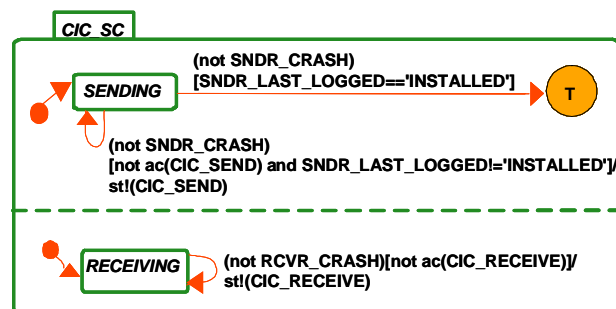 CIC_SC
(not SNDR_CRASH)
[SNDR_LAST_LOGGED=='INSTALLED']
SENDING
T
(not SNDR_CRASH)
[not ac(CIC_SEND) and SNDR_LAST_LOGGED!='INSTALLED']/
st!(CIC_SEND)
RECEIVING
(not RCVR_CRASH)[not ac(CIC_RECEIVE)]/
st!(CIC_RECEIVE)